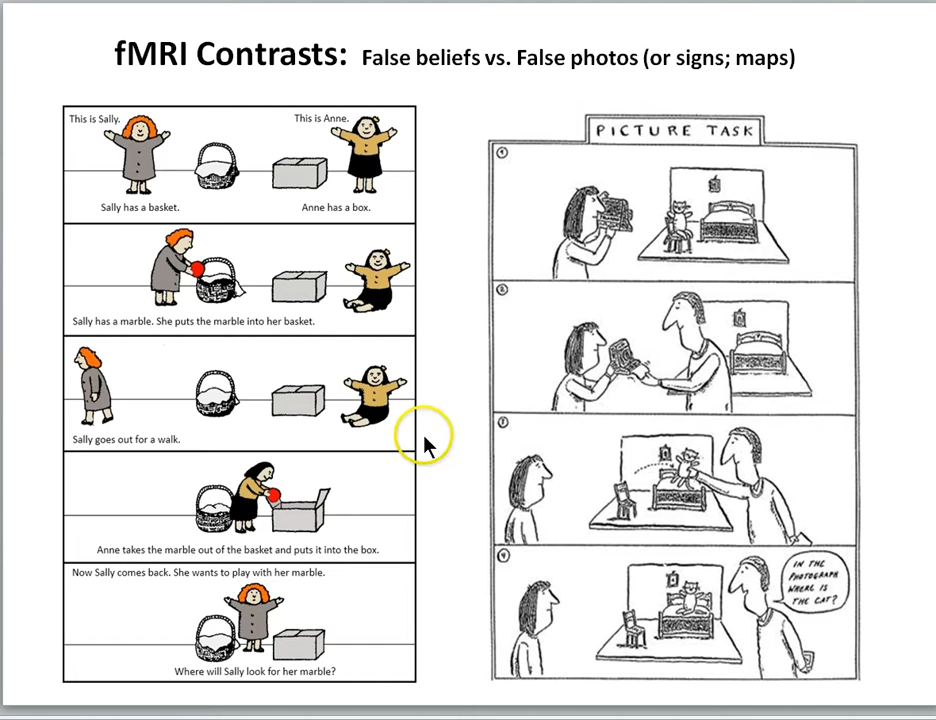 fMRI Contrasts: False beliefs vs. False photos (or signs; maps)
This is Sally.
This is Anne.
Sally has a basket.
Anne has a box.
Sally has a marble. She puts the marble into her basket.
Sally goes out for a walk.
Anne takes the marble out of the basket and puts it into the box.
Now Sally comes back. She wants to play with her marble.
Where will Sally look for her marble?
PICTURE TASK
1
2
3
4
IN THE
PHOTOGRAPH
WHERE IS
THE CAT?